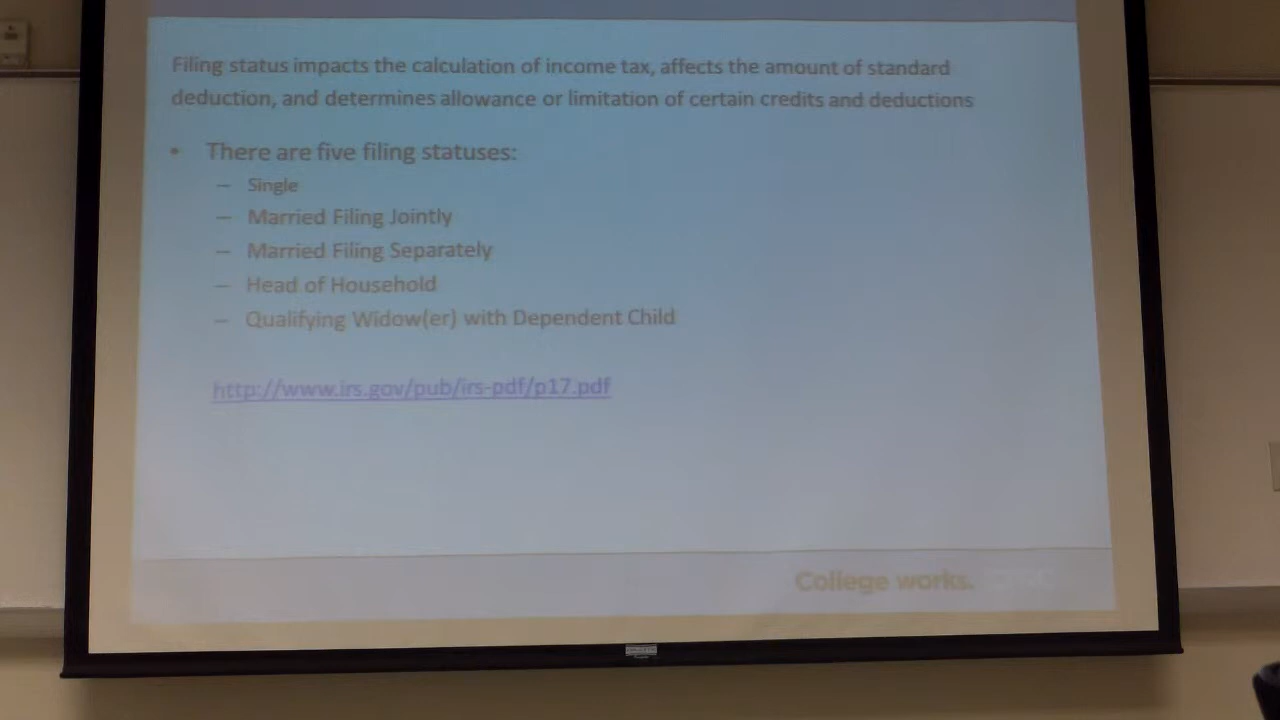 Filing status impacts the calculation of income tax, affects the amount of standard
deduction, and determines allowance or limitation of certain credits and deductions
• There are five filing statuses:
– Single
– Married Filing Jointly
– Married Filing Separately
– Head of Household
– Qualifying Widow(er) with Dependent Child
http://www.irs.gov/pub/irs-pdf/p17.pdf
College works.